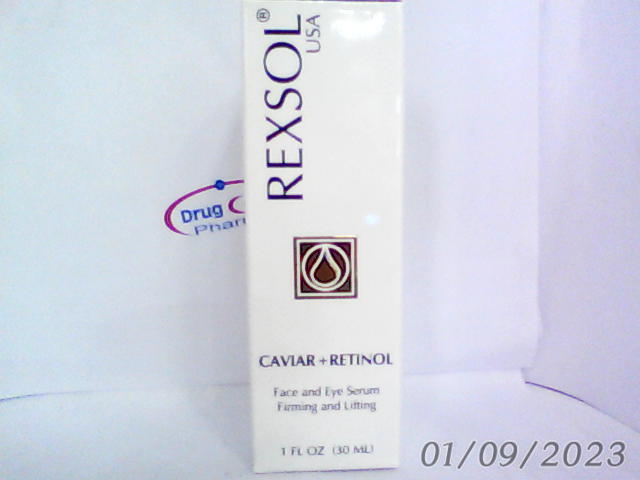 REXSOL®
USA
Drug
Phar
CAVIAR + RETINOL
Face and Eye Serum
Firming and Lifting
1 FL OZ (30 ML)
01/09/2023